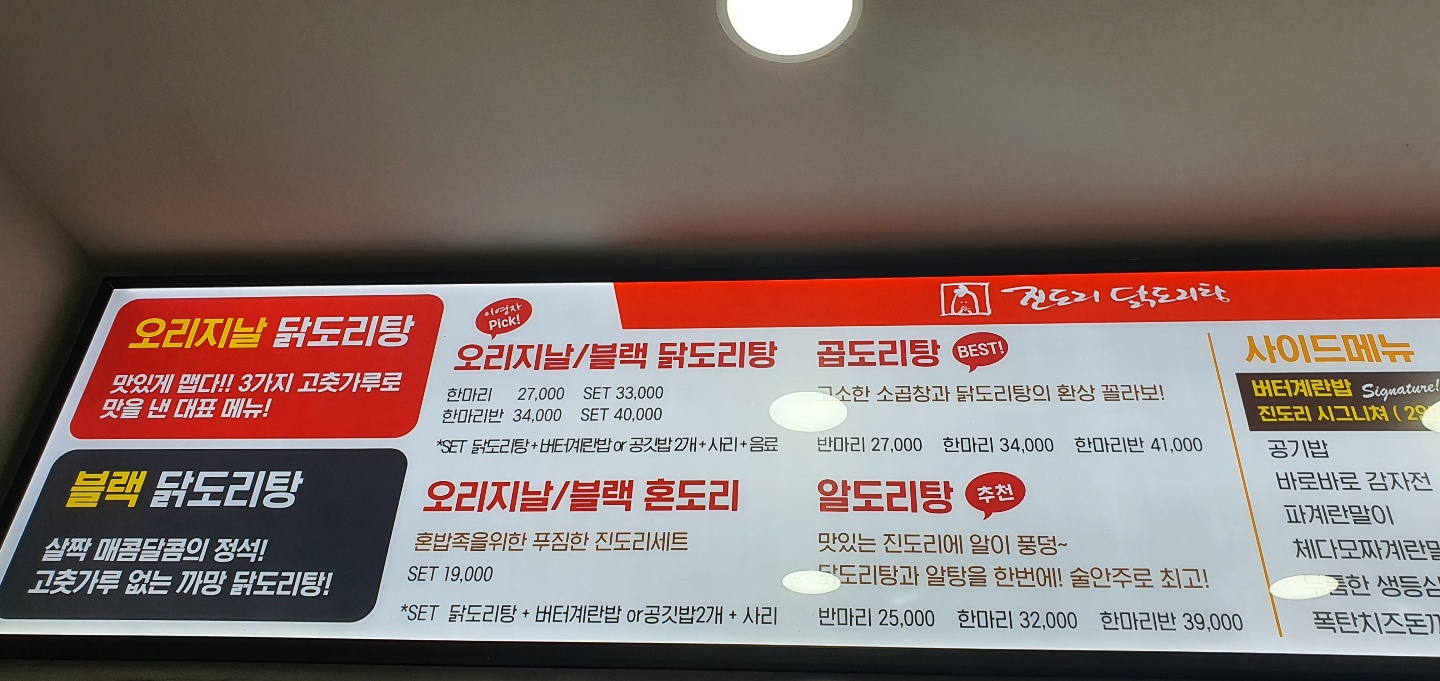 진도리 닭도리탕
오리지날 닭도리탕
맛있게 맵다!! 3가지 고춧가루로
맛을 낸 대표 메뉴!
블랙 닭도리탕
살짝 매콤달콤의 정석!
고춧가루 없는 까망 닭도리탕!
이영자
Pick!
오리지날/블랙 닭도리탕
한마리 27,000 SET 33,000
한마리반 34,000 SET 40,000
*SET 닭도리탕+버터계란밥 or 공깃밥 2개+사리+음료
오리지날/블랙 혼도리
혼밥족을위한 푸짐한 진도리세트
SET 19,000
*SET 닭도리탕 + 버터계란밥 or공깃밥2개 + 사리
곱도리탕 BEST!
고소한 소곱창과 닭도리탕의 환상 꼴라보!
반마리 27,000 한마리 34,000 한마리반 41,000
알도리탕 추천
맛있는 진도리에 알이 풍덩~
닭도리탕과 알탕을 한번에! 술안주로 최고!
반마리 25,000 한마리 32,000 한마리반 39,000
사이드메뉴
버터계란밥 Signature!
진도리 시그니쳐
공기밥
바로바로 감자전
파계란말이
체다모짜계란말
생등심
폭탄치즈돈